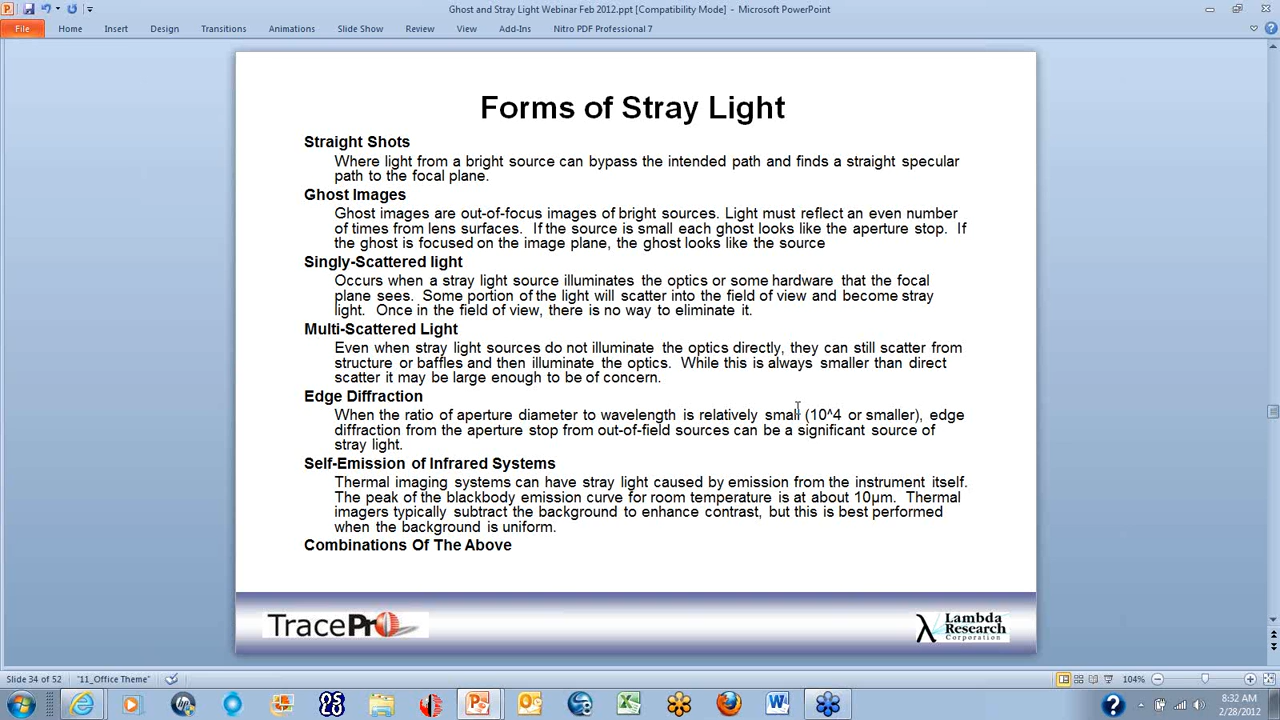 Ghost and Stray Light Webinar Feb 2012.ppt [Compatibility Mode] - Microsoft PowerPoint
File Home Insert Design Transitions Animations Slide Show Review View Add-Ins Nitro PDF Professional 7
Forms of Stray Light
Straight Shots
Where light from a bright source can bypass the intended path and finds a straight specular
path to the focal plane.
Ghost Images
Ghost images are out-of-focus images of bright sources. Light must reflect an even number
of times from lens surfaces. If the source is small each ghost looks like the aperture stop. If
the ghost is focused on the image plane, the ghost looks like the source
Singly-Scattered light
Occurs when a stray light source illuminates the optics or some hardware that the focal
plane sees. Some portion of the light will scatter into the field of view and become stray
light. Once in the field of view, there is no way to eliminate it.
Multi-Scattered Light
Even when stray light sources do not illuminate the optics directly, they can still scatter from
structure or baffles and then illuminate the optics. While this is always smaller than direct
scatter it may be large enough to be of concern.
Edge Diffraction
When the ratio of aperture diameter to wavelength is relatively small (10^4 or smaller), edge
diffraction from the aperture stop from out-of-field sources can be a significant source of
stray light.
Self-Emission of Infrared Systems
Thermal imaging systems can have stray light caused by emission from the instrument itself.
The peak of the blackbody emission curve for room temperature is at about 10µm. Thermal
imagers typically subtract the background to enhance contrast, but this is best performed
when the background is uniform.
Combinations Of The Above
TracePro
λ Lambda
Research
Corporation
Slide 34 of 52 "11_Office Theme" 104%
8:32 AM
2/28/2012